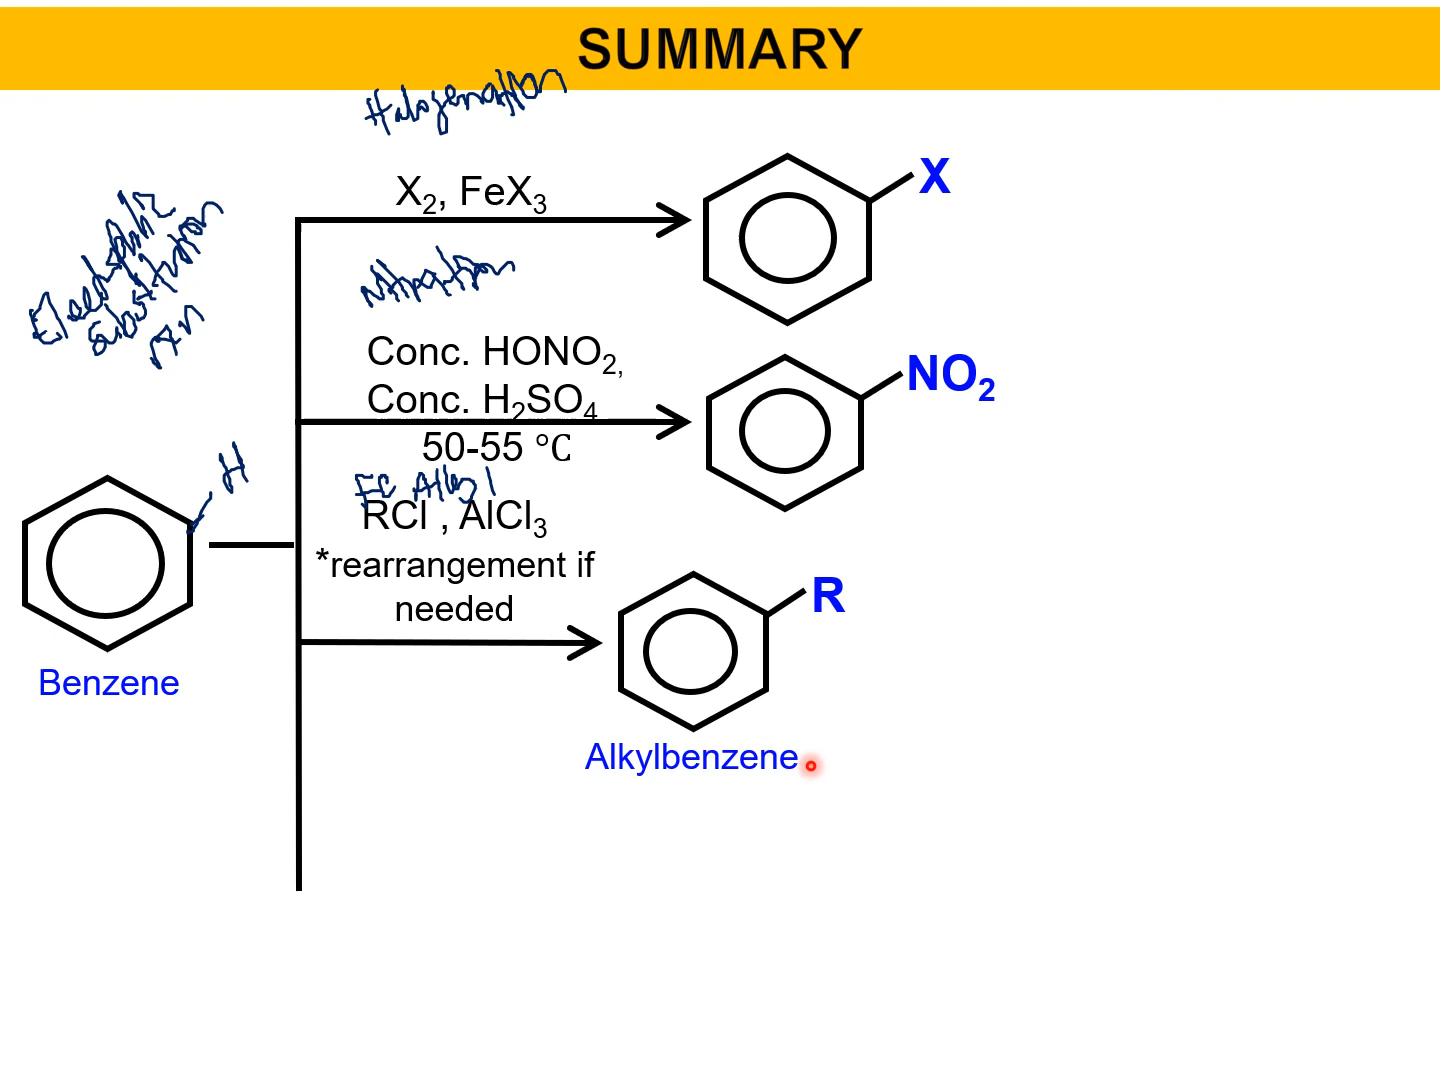 SUMMARY
Halogenation
X2, FeX3
X
Electrophilic
Substitution
rxn
Nitration
Conc. HONO2,
Conc. H2SO4
50-55 °C
NO2
H
FC Alkyl
RCl , AlCl3
*rearrangement if
needed
R
Benzene
Alkylbenzene